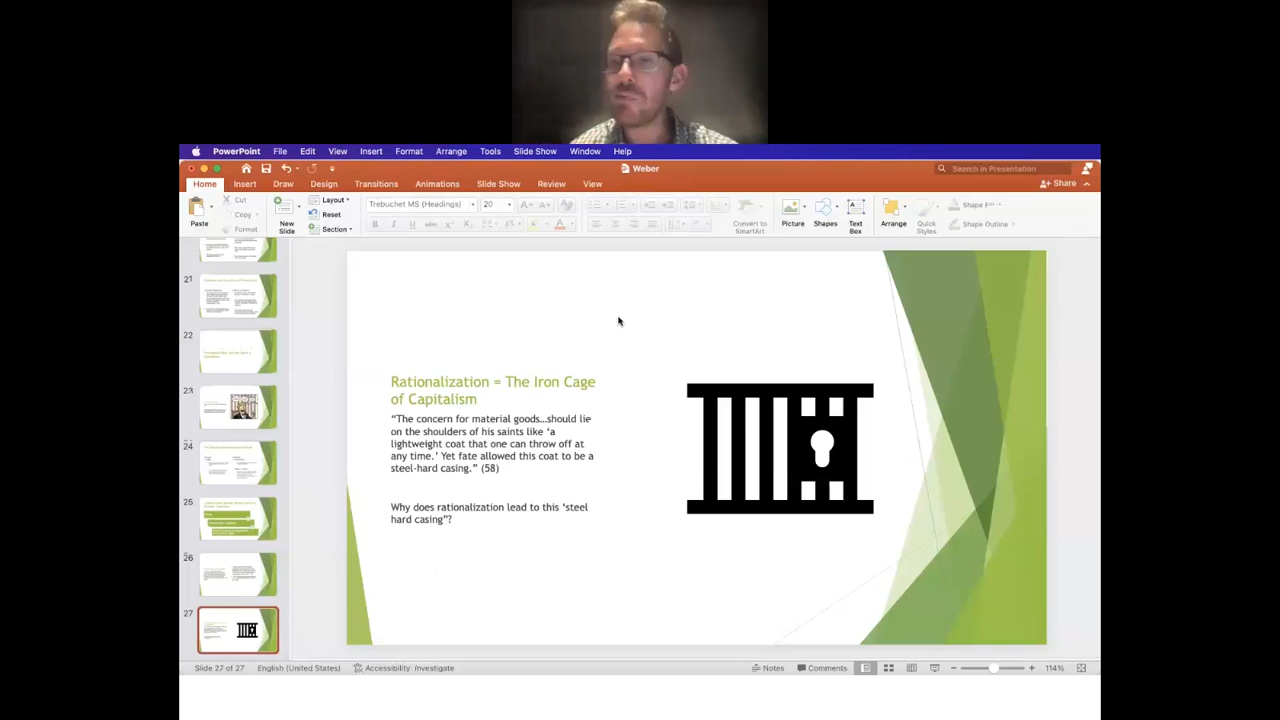 PowerPoint File Edit View Insert Format Arrange Tools Slide Show Window Help
Weber
Search in Presentation
Home Insert Draw Design Transitions Animations Slide Show Review View
Share
Paste
Cut
Copy
Format
New Slide
Layout
Reset
Section
Trebuchet MS (Headings) 20
Convert to SmartArt
Picture
Shapes
Text Box
Arrange
Quick Styles
Shape Outline
21
22
23
24
25
26
27
Rationalization = The Iron Cage
of Capitalism
“The concern for material goods…should lie
on the shoulders of his saints like ‘a
lightweight coat that one can throw off at
any time.’ Yet fate allowed this coat to be a
steel-hard casing.” (58)
Why does rationalization lead to this ‘steel
hard casing”?
Slide 27 of 27 English (United States) Accessibility: Investigate
Notes Comments 114%